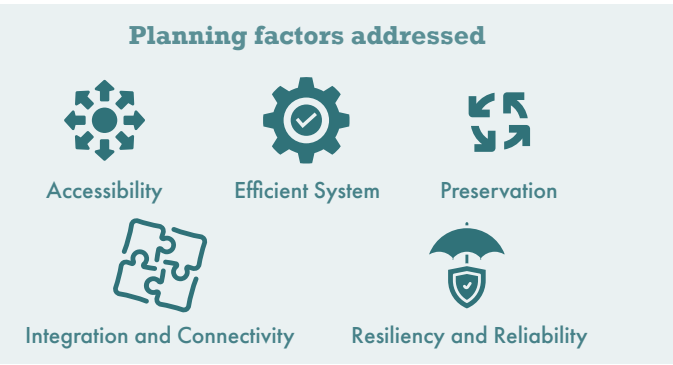 Planning factors addressed
Accessibility
Efficient System
Preservation
Integration and Connectivity
Resiliency and Reliability